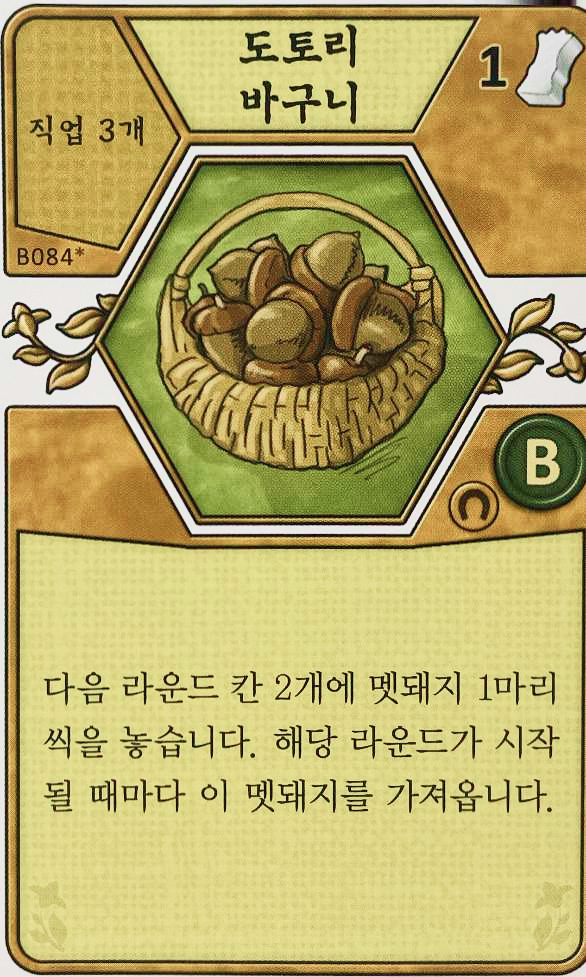 도토리
바구니
1
직업 3개
B084*
B
다음 라운드 칸 2개에 멧돼지 1마리
씩을 놓습니다. 해당 라운드가 시작
될 때마다 이 멧돼지를 가져옵니다.